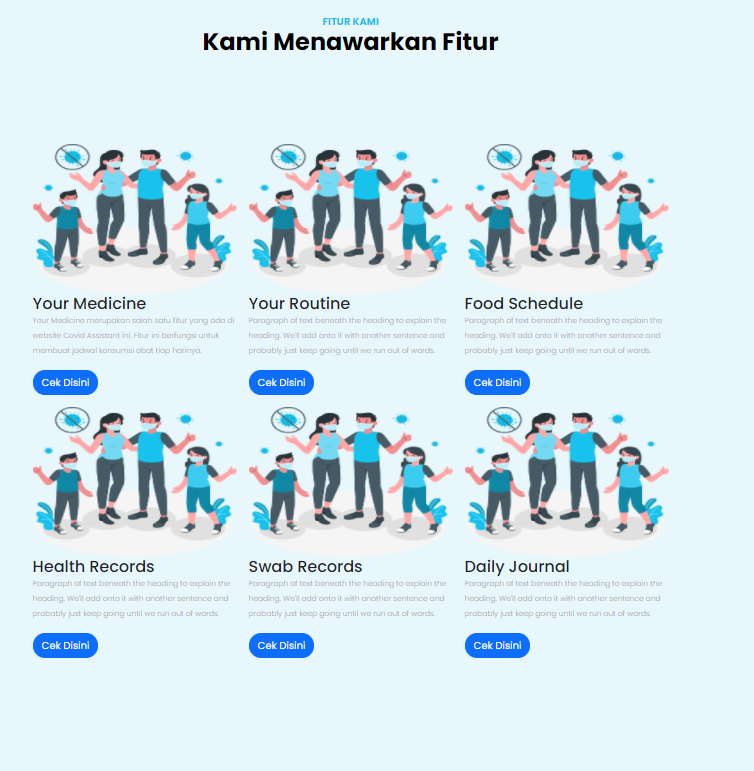 FITUR KAMI
Kami Menawarkan Fitur
Your Medicine
Your Medicine merupakan salah satu fitur yang ada di
website Covid Assistant ini. Fitur ini berfungsi untuk
membuat jadwal konsumsi obat tiap harinya.
Cek Disini
Your Routine
Paragraph of text beneath the heading to explain the
heading. We'll add onto it with another sentence and
probably just keep going until we run out of words.
Cek Disini
Food Schedule
Paragraph of text beneath the heading to explain the
heading. We'll add onto it with another sentence and
probably just keep going until we run out of words.
Cek Disini
Health Records
Paragraph of text beneath the heading to explain the
heading. We'll add onto it with another sentence and
probably just keep going until we run out of words.
Cek Disini
Swab Records
Paragraph of text beneath the heading to explain the
heading. We'll add onto it with another sentence and
probably just keep going until we run out of words.
Cek Disini
Daily Journal
Paragraph of text beneath the heading to explain the
heading. We'll add onto it with another sentence and
probably just keep going until we run out of words.
Cek Disini